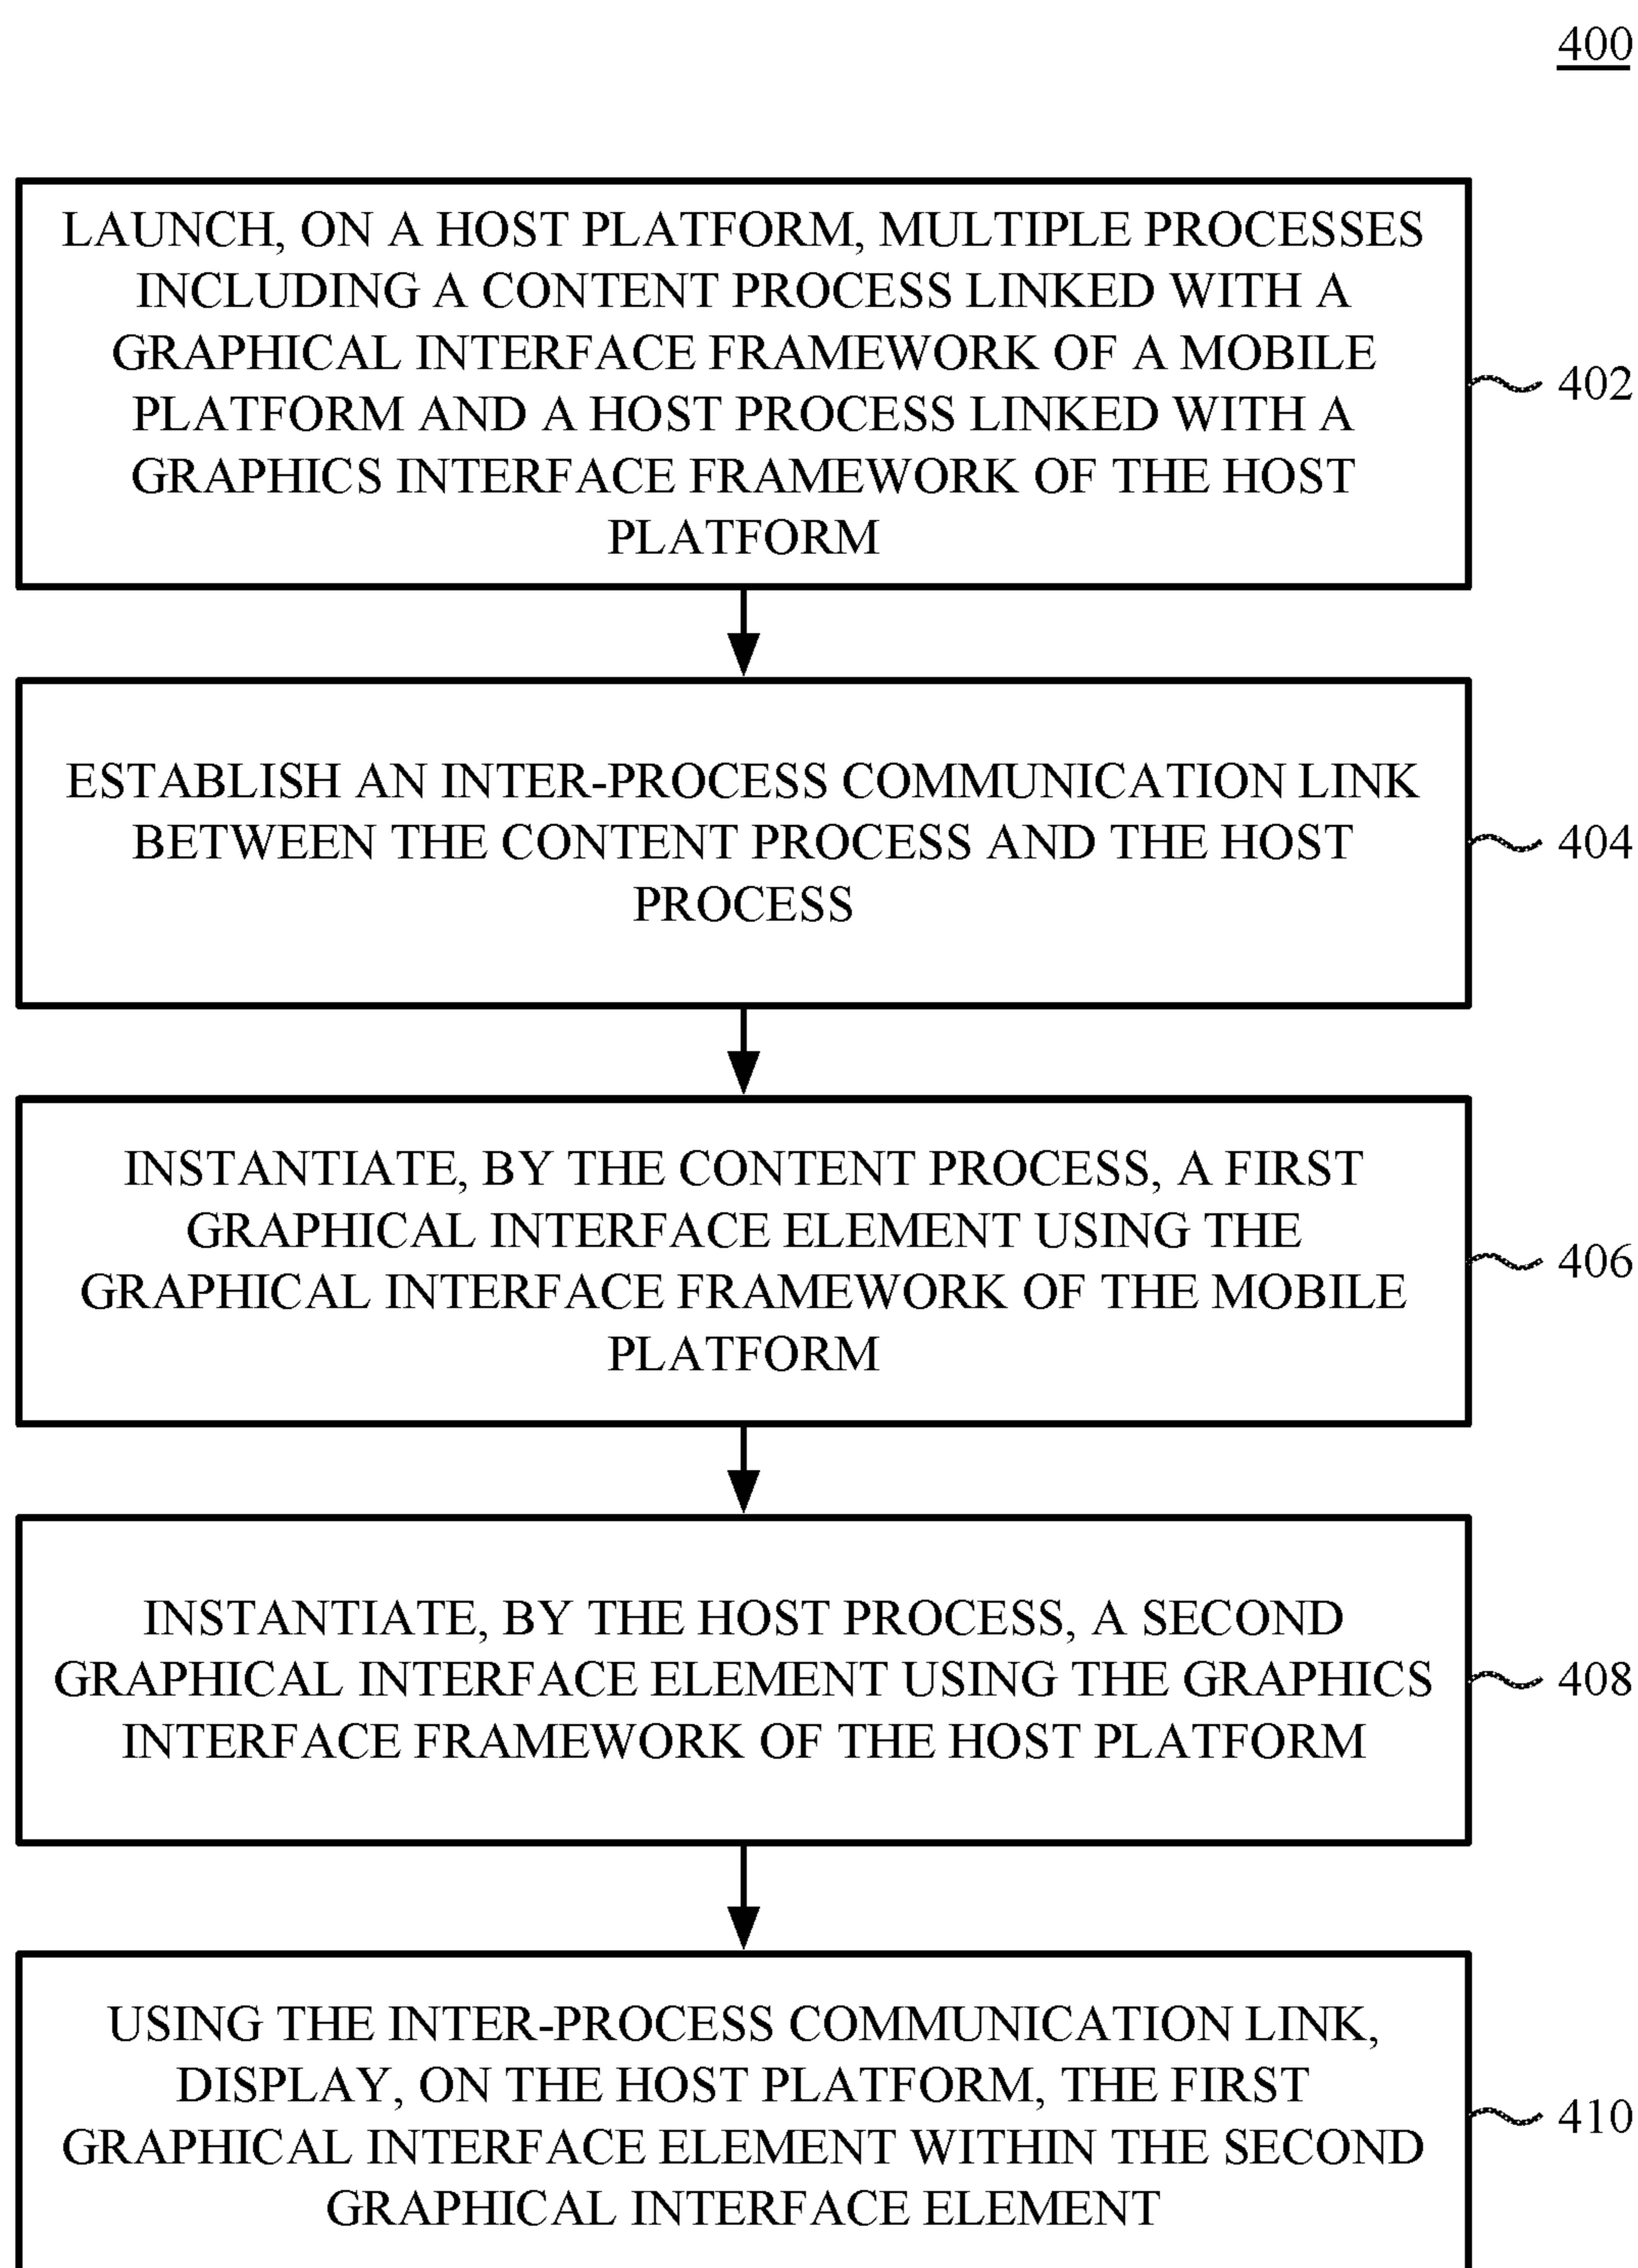 400
LAUNCH, ON A HOST PLATFORM, MULTIPLE PROCESSES
INCLUDING A CONTENT PROCESS LINKED WITH A
GRAPHICAL INTERFACE FRAMEWORK OF A MOBILE
PLATFORM AND A HOST PROCESS LINKED WITH A
GRAPHICS INTERFACE FRAMEWORK OF THE HOST
PLATFORM
402
ESTABLISH AN INTER-PROCESS COMMUNICATION LINK
BETWEEN THE CONTENT PROCESS AND THE HOST
PROCESS
404
INSTANTIATE, BY THE CONTENT PROCESS, A FIRST
GRAPHICAL INTERFACE ELEMENT USING THE
GRAPHICAL INTERFACE FRAMEWORK OF THE MOBILE
PLATFORM
406
INSTANTIATE, BY THE HOST PROCESS, A SECOND
GRAPHICAL INTERFACE ELEMENT USING THE GRAPHICS
INTERFACE FRAMEWORK OF THE HOST PLATFORM
408
USING THE INTER-PROCESS COMMUNICATION LINK,
DISPLAY, ON THE HOST PLATFORM, THE FIRST
GRAPHICAL INTERFACE ELEMENT WITHIN THE SECOND
GRAPHICAL INTERFACE ELEMENT
410